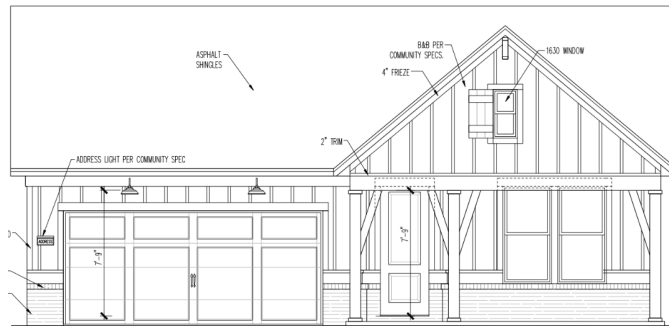 ASPHALT
SHINGLES
B&B PER
COMMUNITY SPECS.
1630 WINDOW
4" FRIEZE
2" TRIM
ADDRESS LIGHT PER COMMUNITY SPEC
ADDRESS
7'-9"
7'-9"